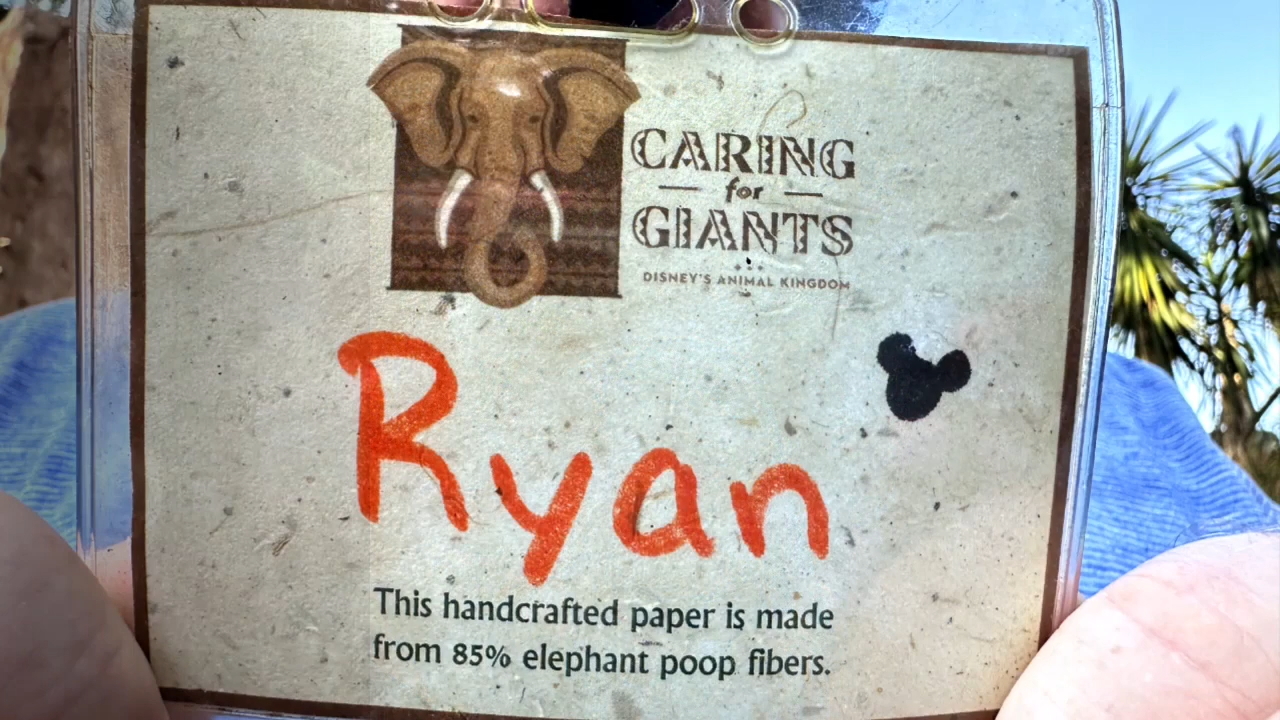 CARING
for
GIANTS
DISNEY'S ANIMAL KINGDOM
Ryan
This handcrafted paper is made
from 85% elephant poop fibers.